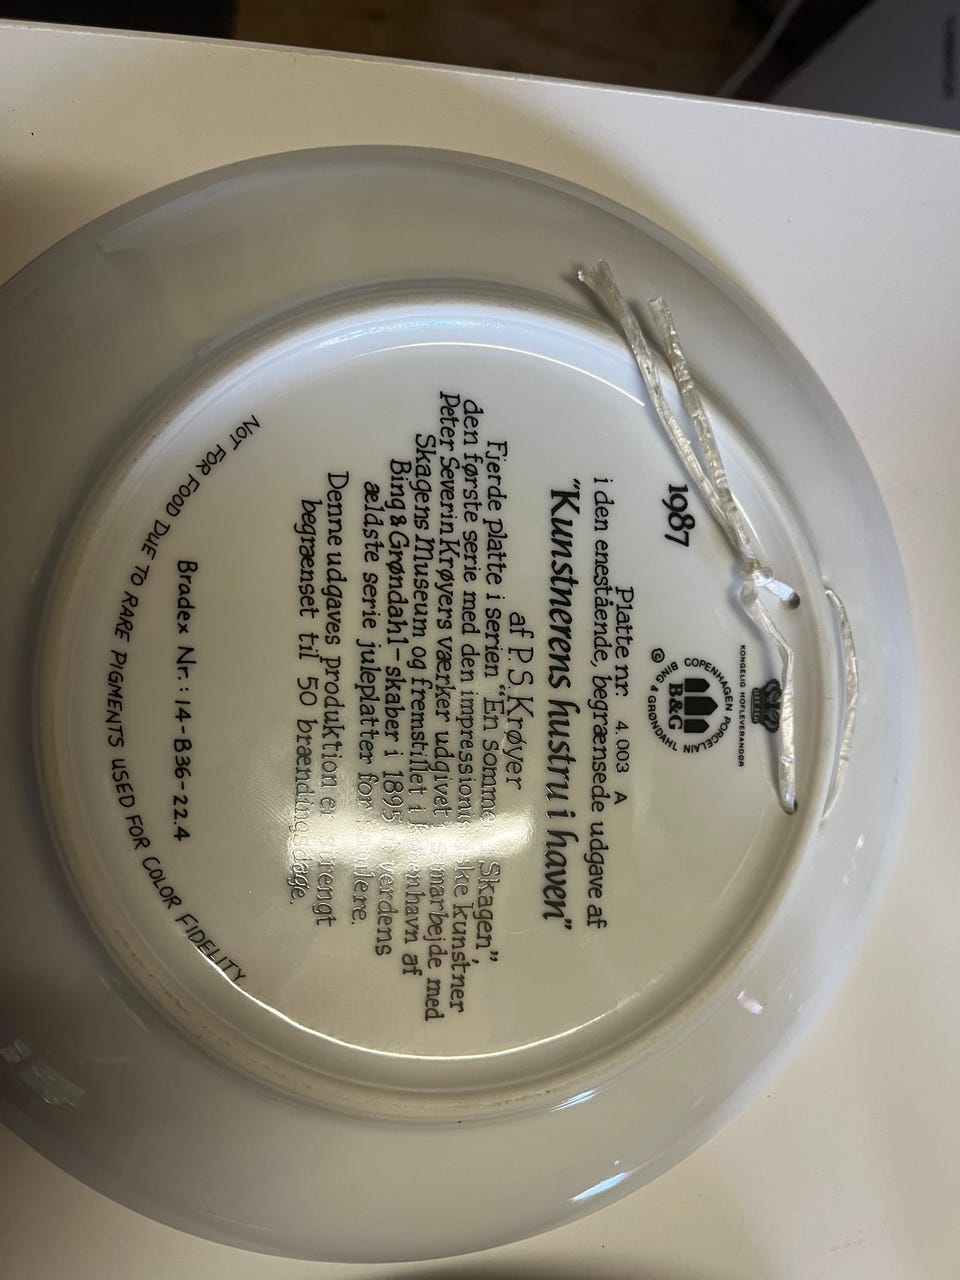 KONGELIG HOFLEVERANDØR
COPENHAGEN PORCELAIN
B&G
© BING & GRØNDAHL
1987
Platte nr. 4.003 A
i den enestående, begrænsede udgave af
"Kunstnerens hustru i haven"
af P. S. Krøyer
Fjerde platte i serien "En Sommer Skagen",
den første serie med den impressionistiske kunstner
Peter Severin Krøyers værker udgivet i samarbejde med
Skagens Museum og fremstillet i København af
Bing & Grøndahl - skaber i 1895 verdens
ældste serie juleplatter for samlere.
Denne udgaves produktion er strengt
begrænset til 50 brændingsdage.
Bradex Nr.: 14-B36-22.4
NOT FOR FOOD DUE TO RARE PIGMENTS USED FOR COLOR FIDELITY